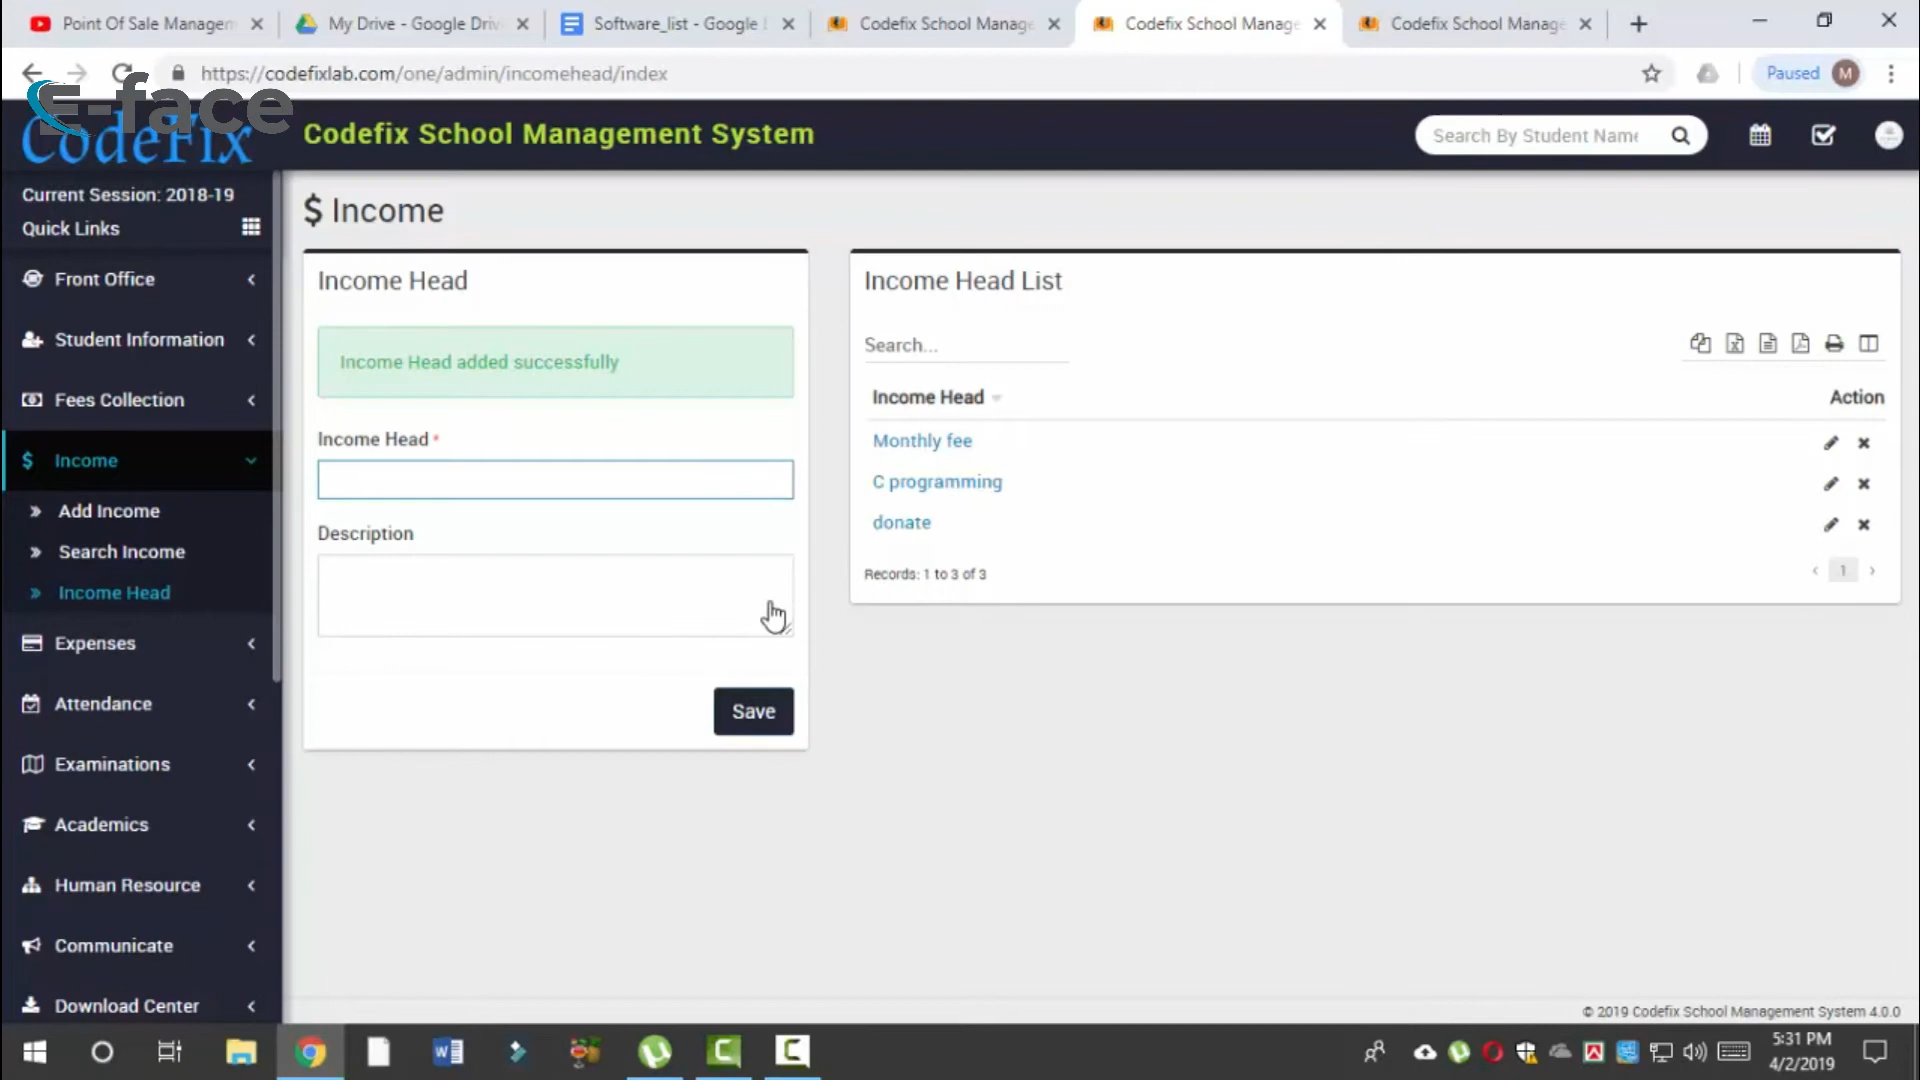 Point Of Sale Managem
My Drive - Google Driv
Software_list - Google
Codefix School Manage
Codefix School Manage
Codefix School Manage
https://codefixlab.com/one/admin/incomehead/index
Paused
M
E-face
CodeFix
Codefix School Management System
Search By Student Name
Current Session: 2018-19
Quick Links
Front Office
Student Information
Fees Collection
Income
Add Income
Search Income
Income Head
Expenses
Attendance
Examinations
Academics
Human Resource
Communicate
Download Center
$ Income
Income Head
Income Head added successfully
Income Head *
Description
Save
Income Head List
Search...
Income Head
Action
Monthly fee
C programming
donate
Records: 1 to 3 of 3
1
© 2019 Codefix School Management System 4.0.0
5:31 PM
4/2/2019